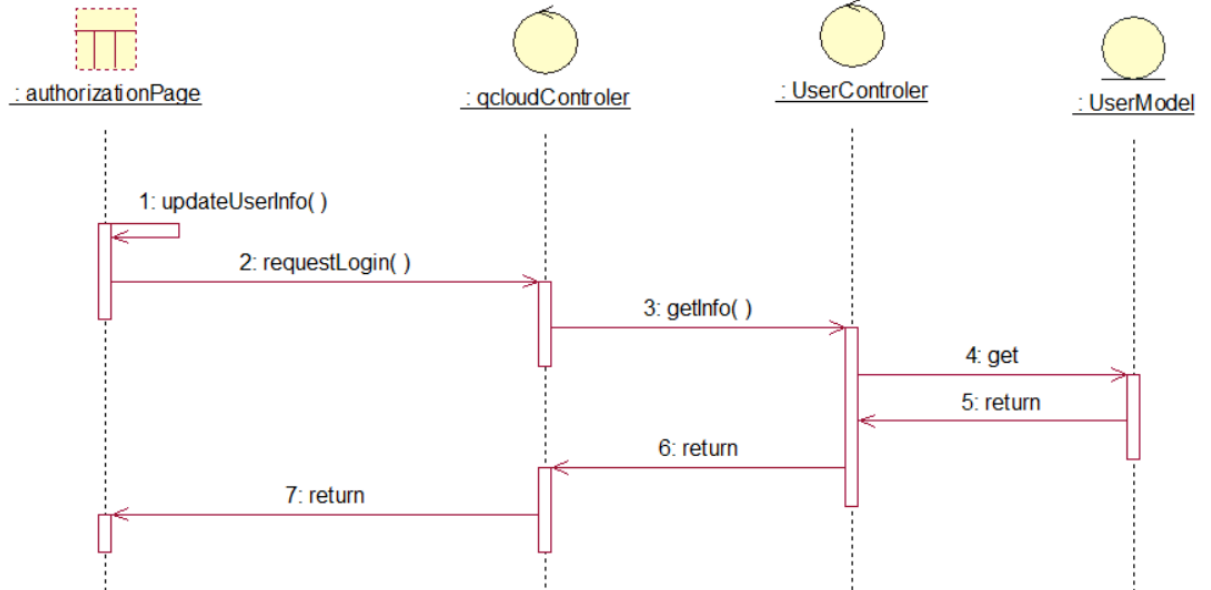 : authorizationPage
: qcloudControler
: UserControler
: UserModel
1: updateUserInfo( )
2: requestLogin( )
3: getInfo( )
4: get
5: return
6: return
7: return